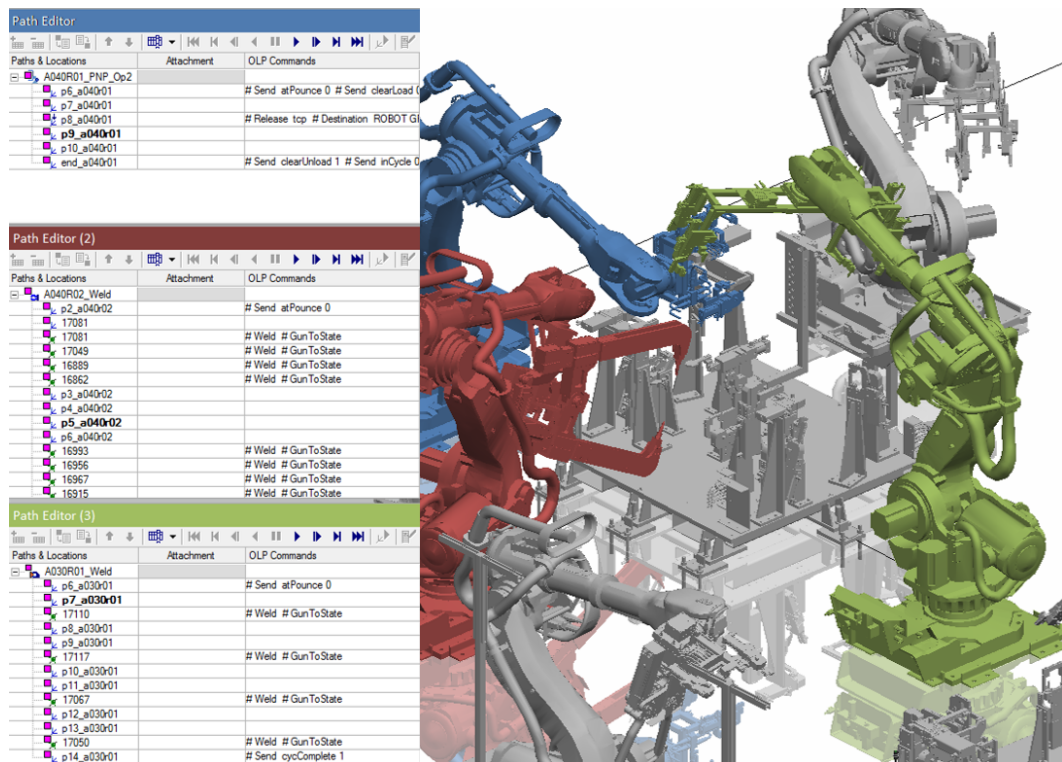 Path Editor
Paths & Locations Attachment OLP Commands
A040R01_PNP_Op2
p6_a040r01 # Send atPounce 0 # Send clearLoad 0
p7_a040r01
p8_a040r01 # Release tcp # Destination ROBOT GI
p9_a040r01
p10_a040r01
end_a040r01 # Send clearUnload 1 # Send inCycle 0
Path Editor (2)
Paths & Locations Attachment OLP Commands
A040R02_Weld
p2_a040r02 # Send atPounce 0
17081
17081 # Weld # GunToState
17049 # Weld # GunToState
16889 # Weld # GunToState
16862 # Weld # GunToState
p3_a040r02
p4_a040r02
p5_a040r02
p6_a040r02
16993 # Weld # GunToState
16956 # Weld # GunToState
16967 # Weld # GunToState
16915 # Weld # GunToState
Path Editor (3)
Paths & Locations Attachment OLP Commands
A030R01_Weld
p6_a030r01 # Send atPounce 0
p7_a030r01
17110 # Weld # GunToState
p8_a030r01
p9_a030r01
17117 # Weld # GunToState
p10_a030r01
p11_a030r01
17067 # Weld # GunToState
p12_a030r01
p13_a030r01
17050 # Weld # GunToState
p14_a030r01 # Send cycComplete 1